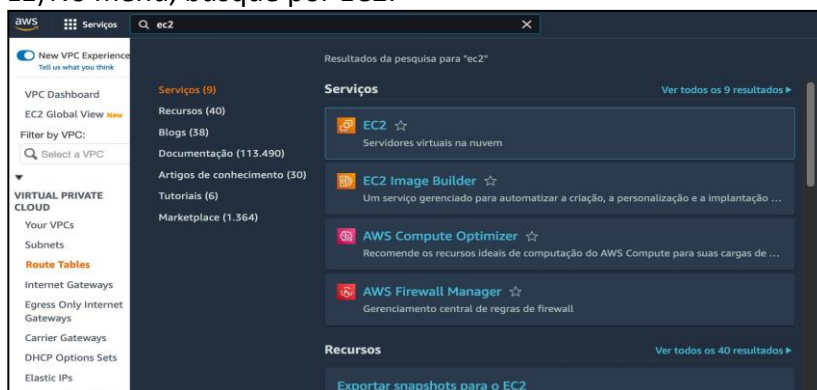 12)No menu, busque por EC2:
aws
Serviços
ec2
New VPC Experience
Tell us what you think
VPC Dashboard
EC2 Global View New
Filter by VPC:
Select a VPC
VIRTUAL PRIVATE
CLOUD
Your VPCs
Subnets
Route Tables
Internet Gateways
Egress Only Internet
Gateways
Carrier Gateways
DHCP Options Sets
Elastic IPs
Serviços (9)
Recursos (40)
Blogs (38)
Documentação (113.490)
Artigos de conhecimento (30)
Tutoriais (6)
Marketplace (1.364)
Resultados da pesquisa para "ec2"
Serviços
Ver todos os 9 resultados
EC2
Servidores virtuais na nuvem
EC2 Image Builder
Um serviço gerenciado para automatizar a criação, a personalização e a implantação ...
AWS Compute Optimizer
Recomende os recursos ideais de computação do AWS Compute para suas cargas de ...
AWS Firewall Manager
Gerenciamento central de regras de firewall
Recursos
Ver todos os 40 resultados
Exportar snapshots para o EC2